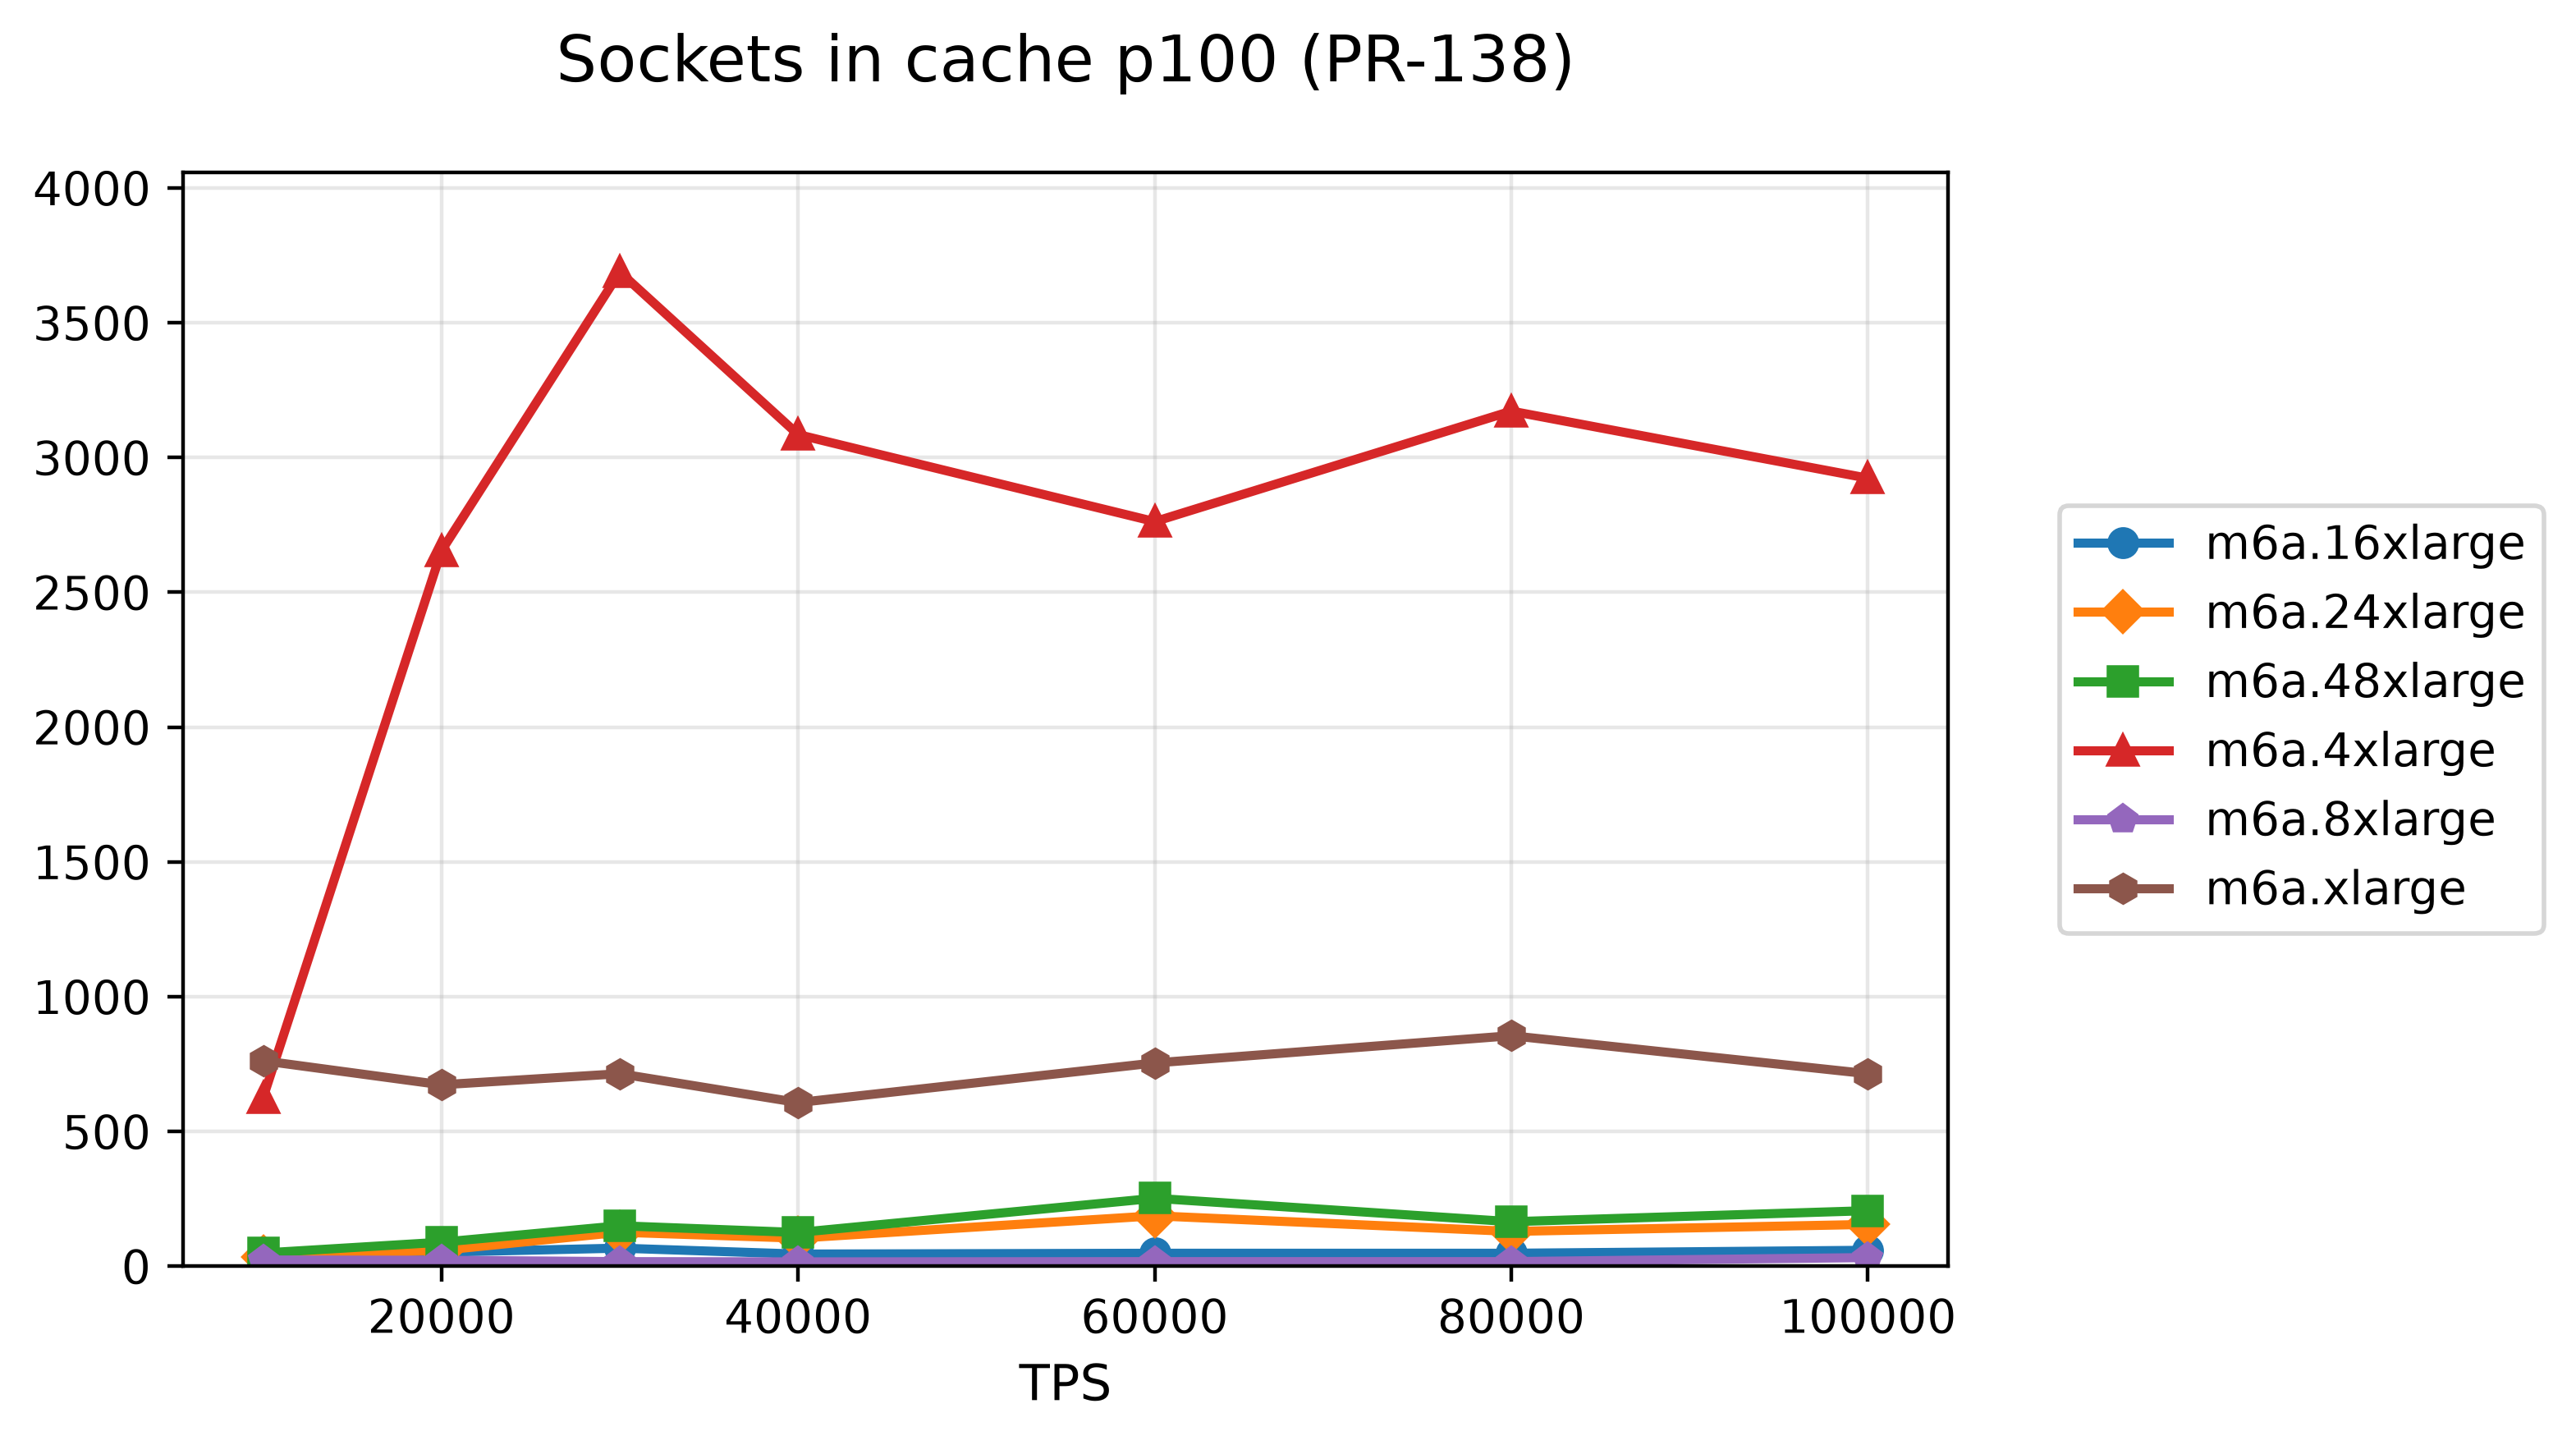 Sockets in cache p100 (PR-138)
4000
3500
3000
2500
2000
1500
1000
500
0
20000 40000 60000 80000 100000
TPS
m6a.16xlarge
m6a.24xlarge
m6a.48xlarge
m6a.4xlarge
m6a.8xlarge
m6a.xlarge